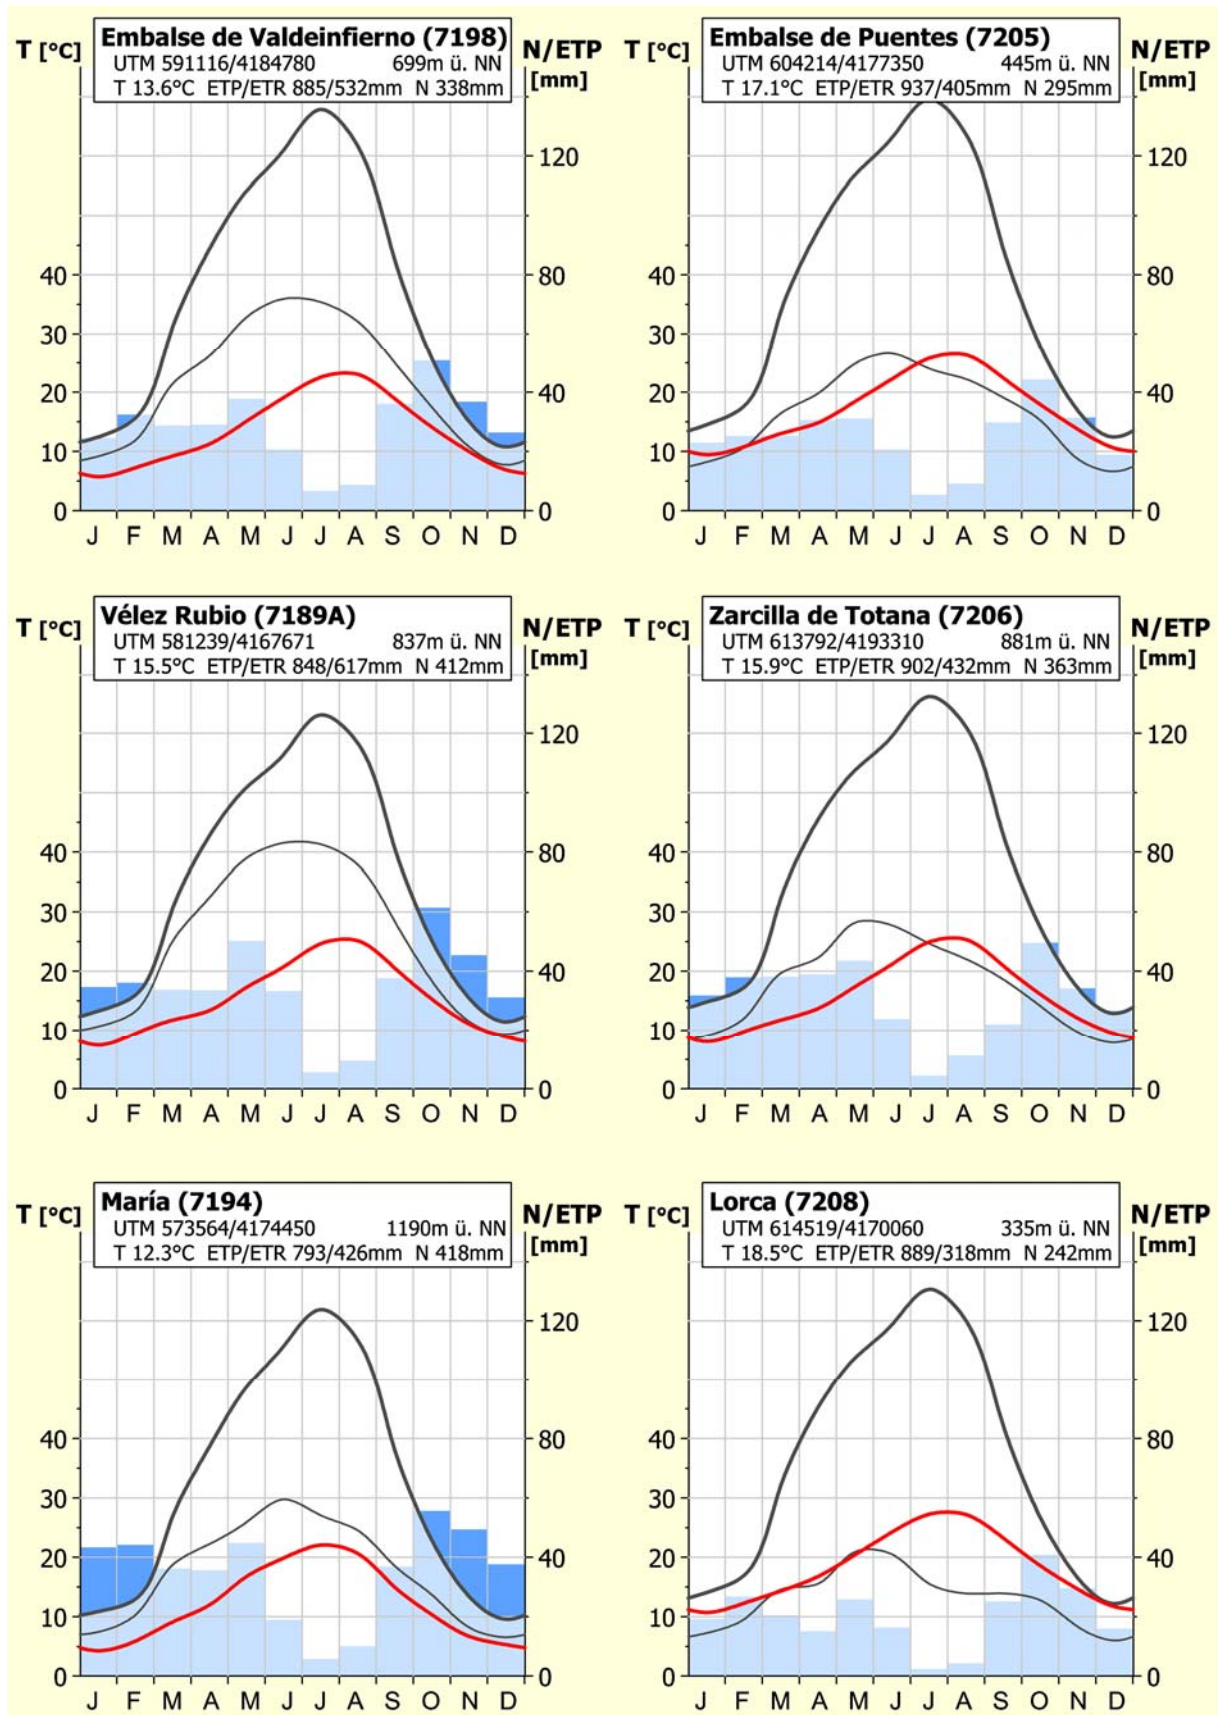 T [°C]
Embalse de Valdeinfierno (7198)
UTM 591116/4184780 699m ü. NN
T 13.6°C ETP/ETR 885/532mm N 338mm
N/ETP
[mm]
120
40 80
30
20 40
10
0 0
J F M A M J J A S O N D
T [°C]
Embalse de Puentes (7205)
UTM 604214/4177350 445m ü. NN
T 17.1°C ETP/ETR 937/405mm N 295mm
N/ETP
[mm]
120
40 80
30
20 40
10
0 0
J F M A M J J A S O N D
T [°C]
Vélez Rubio (7189A)
UTM 581239/4167671 837m ü. NN
T 15.5°C ETP/ETR 848/617mm N 412mm
N/ETP
[mm]
120
40 80
30
20 40
10
0 0
J F M A M J J A S O N D
T [°C]
Zarcilla de Totana (7206)
UTM 613792/4193310 881m ü. NN
T 15.9°C ETP/ETR 902/432mm N 363mm
N/ETP
[mm]
120
40 80
30
20 40
10
0 0
J F M A M J J A S O N D
T [°C]
María (7194)
UTM 573564/4174450 1190m ü. NN
T 12.3°C ETP/ETR 793/426mm N 418mm
N/ETP
[mm]
120
40 80
30
20 40
10
0 0
J F M A M J J A S O N D
T [°C]
Lorca (7208)
UTM 614519/4170060 335m ü. NN
T 18.5°C ETP/ETR 889/318mm N 242mm
N/ETP
[mm]
120
40 80
30
20 40
10
0 0
J F M A M J J A S O N D